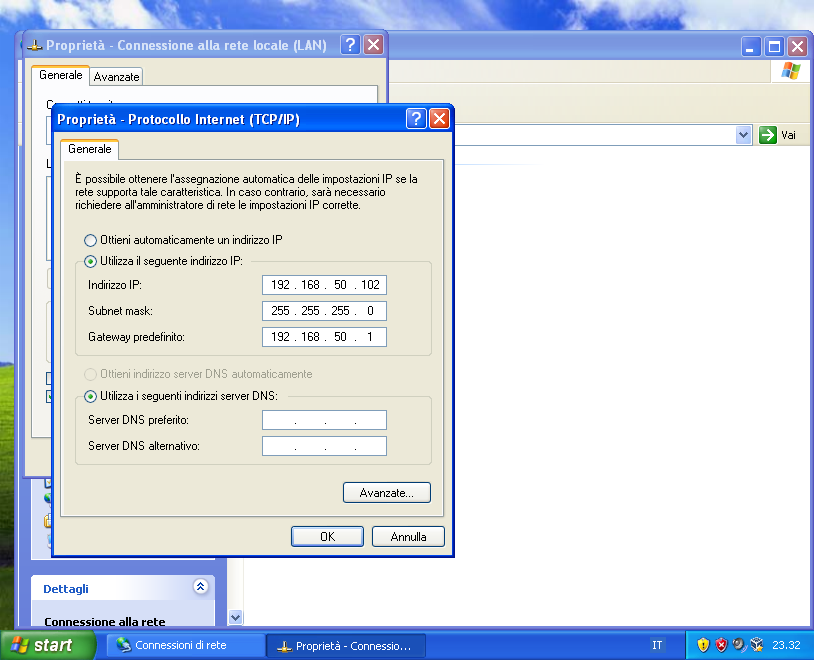 Proprietà - Connessione alla rete locale (LAN)
Generale
Avanzate
Vai
Proprietà - Protocollo Internet (TCP/IP)
Generale
È possibile ottenere l'assegnazione automatica delle impostazioni IP se la
rete supporta tale caratteristica. In caso contrario, sarà necessario
richiedere all'amministratore di rete le impostazioni IP corrette.
Ottieni automaticamente un indirizzo IP
Utilizza il seguente indirizzo IP:
Indirizzo IP: 192 . 168 . 50 . 102
Subnet mask: 255 . 255 . 255 . 0
Gateway predefinito: 192 . 168 . 50 . 1
Ottieni indirizzo server DNS automaticamente
Utilizza i seguenti indirizzi server DNS:
Server DNS preferito: . . .
Server DNS alternativo: . . .
Avanzate...
OK
Annulla
Dettagli
Connessione alla rete
start
Connessioni di rete
Proprietà - Connessio...
IT
23.32